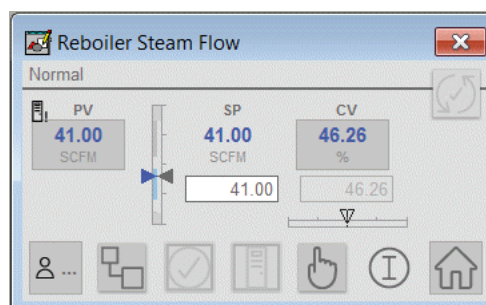 Reboiler Steam Flow
Normal
PV SP CV
41.00 41.00 46.26
SCFM SCFM %
41.00 46.26
...